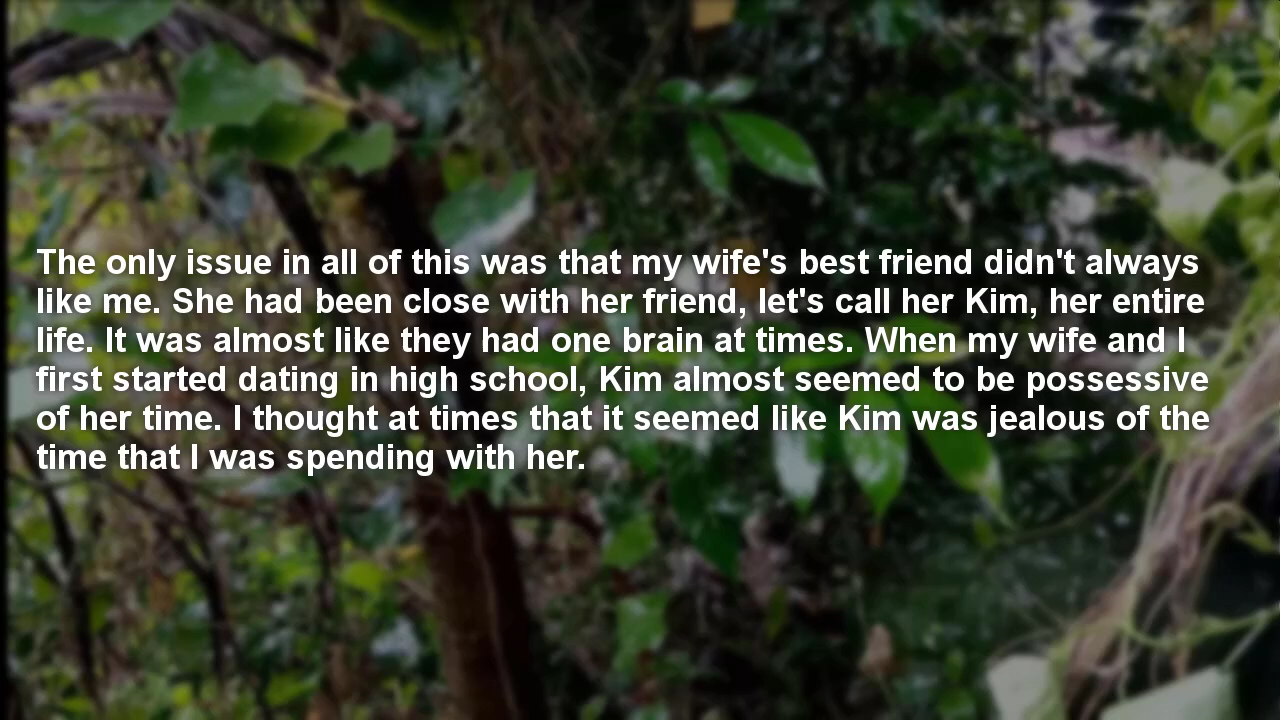 The only issue in all of this was that my wife's best friend didn't always
like me. She had been close with her friend, let's call her Kim, her entire
life. It was almost like they had one brain at times. When my wife and I
first started dating in high school, Kim almost seemed to be possessive
of her time. I thought at times that it seemed like Kim was jealous of the
time that I was spending with her.